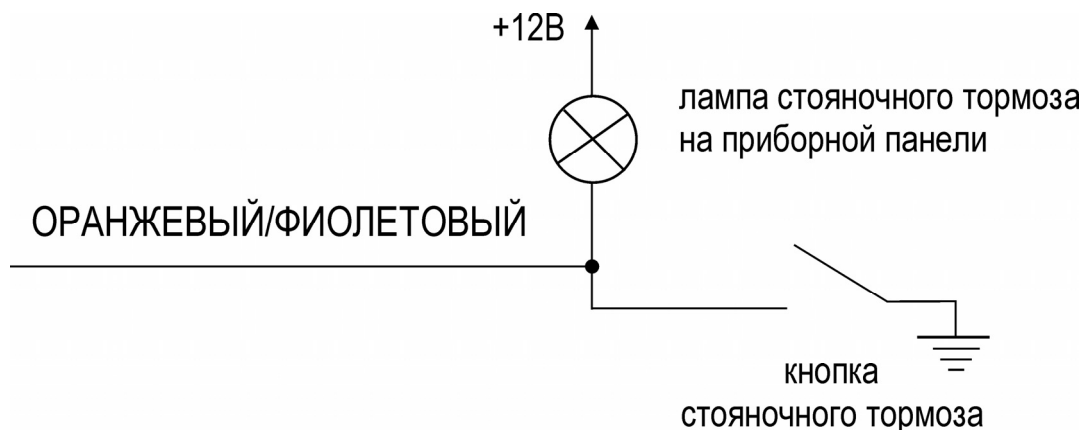 +12В
лампа стояночного тормоза
на приборной панели
ОРАНЖЕВЫЙ/ФИОЛЕТОВЫЙ
кнопка
стояночного тормоза